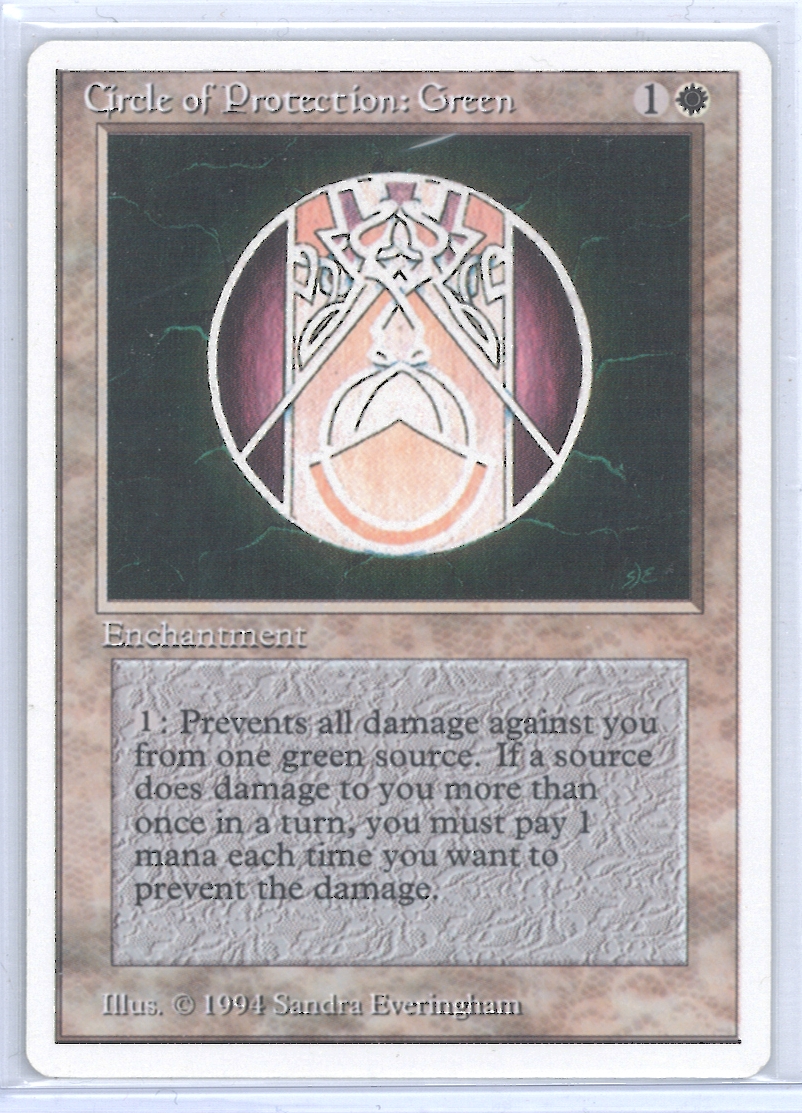 Circle of Protection: Green 1
Enchantment
1: Prevents all damage against you
from one green source. If a source
does damage to you more than
once in a turn, you must pay 1
mana each time you want to
prevent the damage.
Illus. © 1994 Sandra Everingham